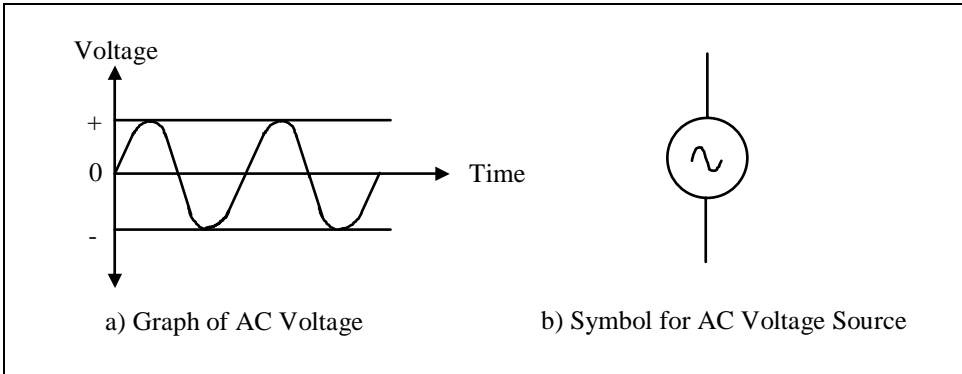 Voltage
+
0
Time
-
a) Graph of AC Voltage
b) Symbol for AC Voltage Source